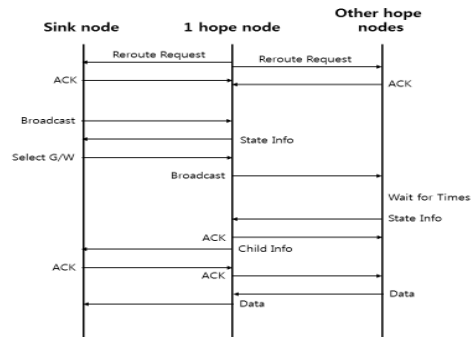 Sink node 1 hope node Other hope nodes
Reroute Request Reroute Request
ACK ACK
Broadcast
State Info
Select G/W
Broadcast
Wait for Times
State Info
ACK
Child Info
ACK
ACK
Data
Data